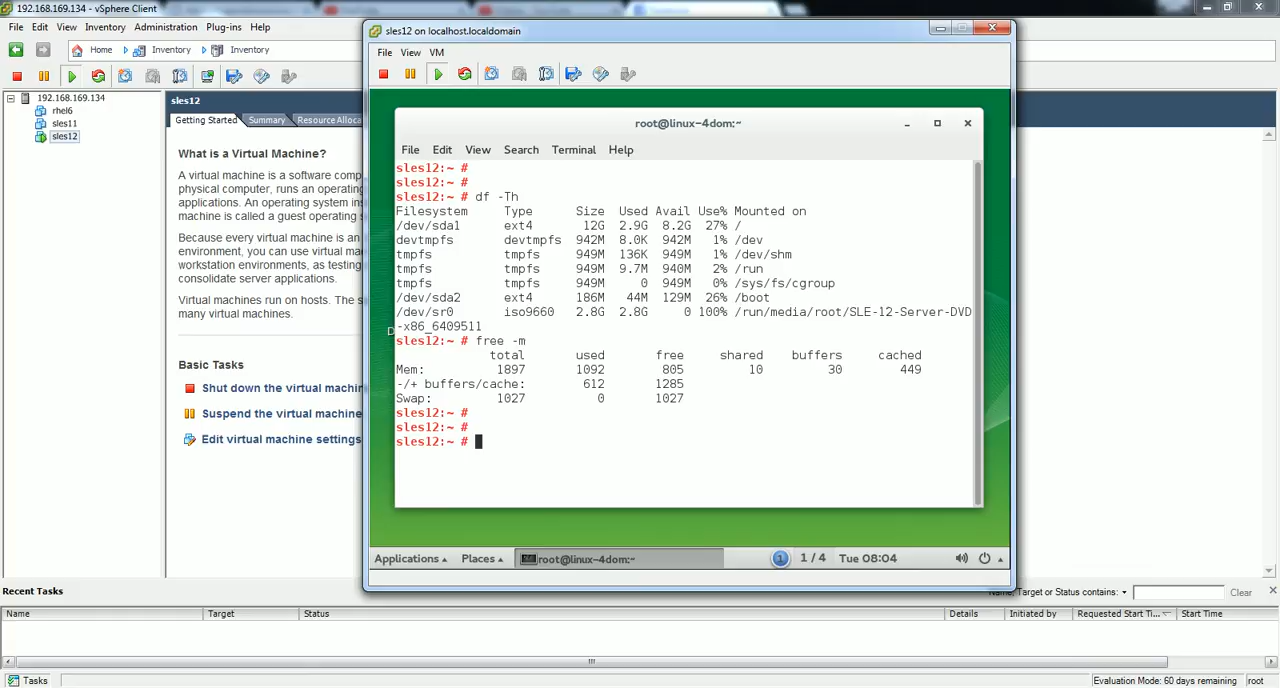 192.168.169.134 - vSphere Client
File Edit View Inventory Administration Plug-ins Help
Home Inventory Inventory
192.168.169.134
rhel6
sles11
sles12
sles12
Getting Started Summary Resource Alloca
What is a Virtual Machine?
A virtual machine is a software comp
physical computer, runs an operating
applications. An operating system ins
machine is called a guest operating s
Because every virtual machine is an
environment, you can use virtual ma
workstation environments, as testing
consolidate server applications.
Virtual machines run on hosts. The s
many virtual machines.
Basic Tasks
Shut down the virtual machin
Suspend the virtual machine
Edit virtual machine settings
sles12 on localhost.localdomain
File View VM
root@linux-4dom:~
File Edit View Search Terminal Help
sles12:~ #
sles12:~ #
sles12:~ # df -Th
Filesystem Type Size Used Avail Use% Mounted on
/dev/sda1 ext4 12G 2.9G 8.2G 27% /
devtmpfs devtmpfs 942M 8.0K 942M 1% /dev
tmpfs tmpfs 949M 136K 949M 1% /dev/shm
tmpfs tmpfs 949M 9.7M 940M 2% /run
tmpfs tmpfs 949M 0 949M 0% /sys/fs/cgroup
/dev/sda2 ext4 186M 44M 129M 26% /boot
/dev/sr0 iso9660 2.8G 2.8G 0 100% /run/media/root/SLE-12-Server-DVD
-x86_6409511
sles12:~ # free -m
total used free shared buffers cached
Mem: 1897 1092 805 10 30 449
-/+ buffers/cache: 612 1285
Swap: 1027 0 1027
sles12:~ #
sles12:~ #
sles12:~ #
Applications Places root@linux-4dom:~ 1 1 / 4 Tue 08:04
Recent Tasks
Name, Target or Status contains: Clear
Name Target Status Details Initiated by Requested Start Ti... Start Time
Tasks Evaluation Mode: 60 days remaining root